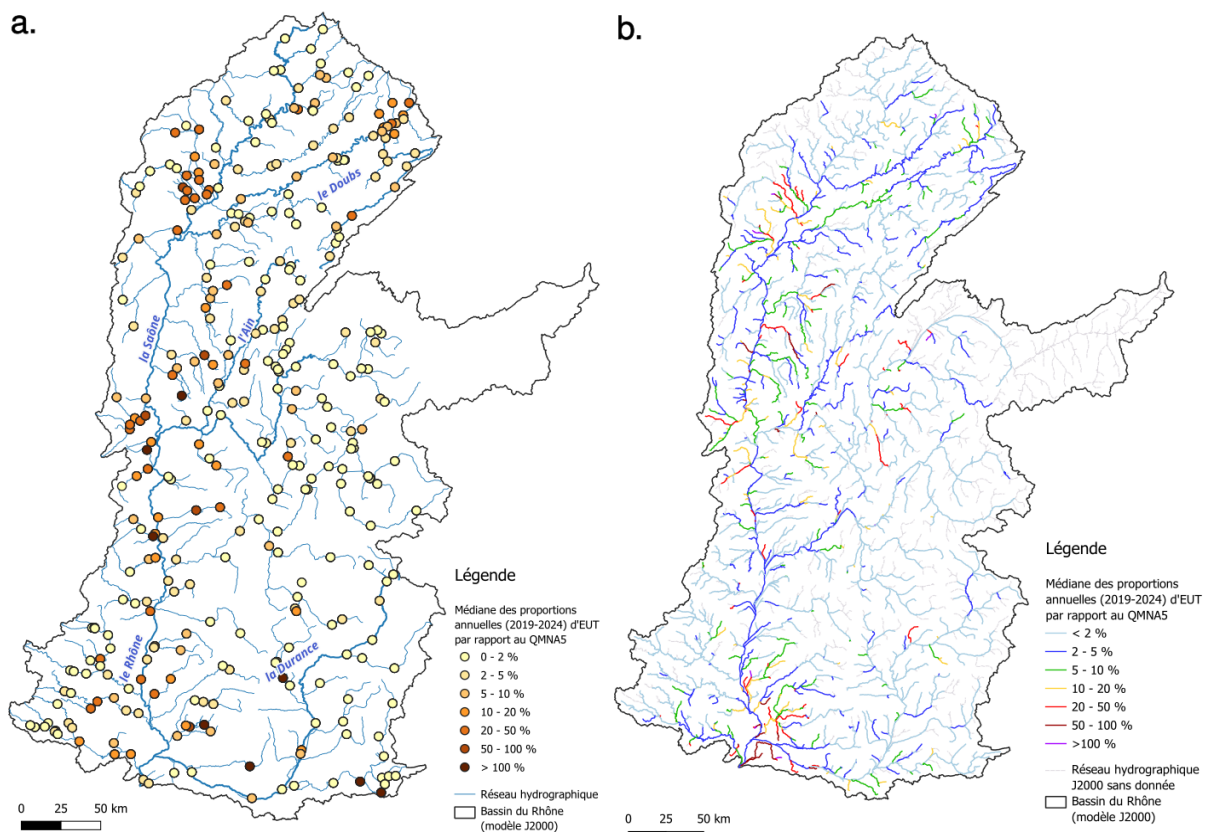 a.
le Doubs
la Saône
l'Ain
le Rhône
la Durance
Légende
Médiane des proportions
annuelles (2019-2024) d'EUT
par rapport au QMNA5
0 - 2 %
2 - 5 %
5 - 10 %
10 - 20 %
20 - 50 %
50 - 100 %
> 100 %
Réseau hydrographique
Bassin du Rhône
(modèle J2000)
0 25 50 km
b.
Légende
Médiane des proportions
annuelles (2019-2024) d'EUT
par rapport au QMNA5
< 2 %
2 - 5 %
5 - 10 %
10 - 20 %
20 - 50 %
50 - 100 %
>100 %
Réseau hydrographique
J2000 sans donnée
Bassin du Rhône
(modèle J2000)
0 25 50 km